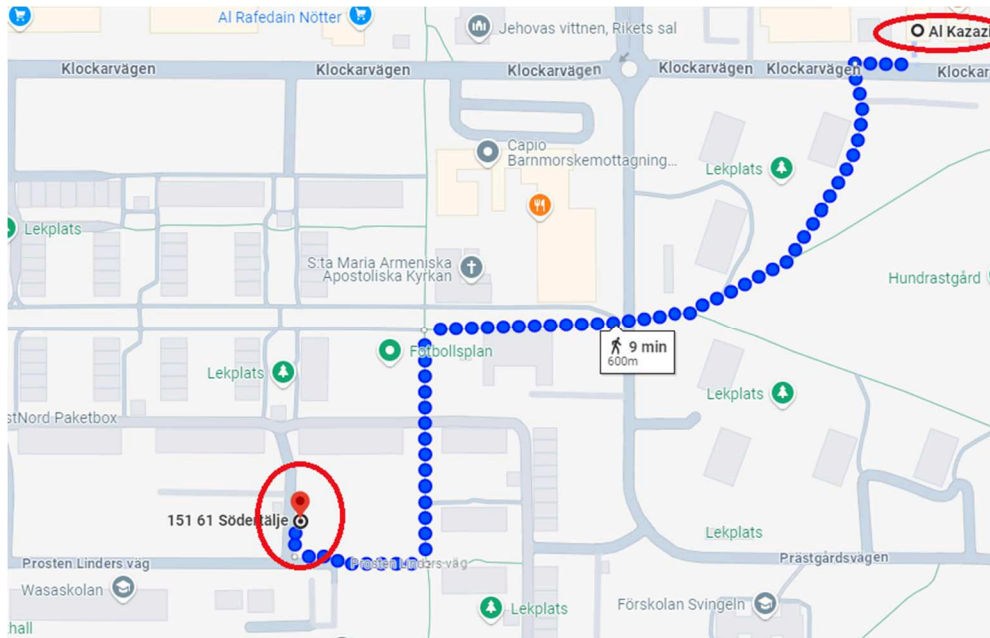 Al Rafedain Nötter
Jehovas vittnen, Rikets sal
Al Kazazi
Klockarvägen
Klockarvägen
Klockarvägen
Klockarvägen
Klockarvägen
Klockar
Capio
Barnmorskemottagning...
Lekplats
Lekplats
S:ta Maria Armeniska
Apostoliska Kyrkan
Hundrastgård
9 min
600m
Fotbollsplan
Lekplats
Lekplats
stNord Paketbox
151 61 Södertälje
Lekplats
Prosten Linders väg
Prosten Linders väg
Prästgårdsvägen
Wasaskolan
Lekplats
Förskolan Svingeln
hall